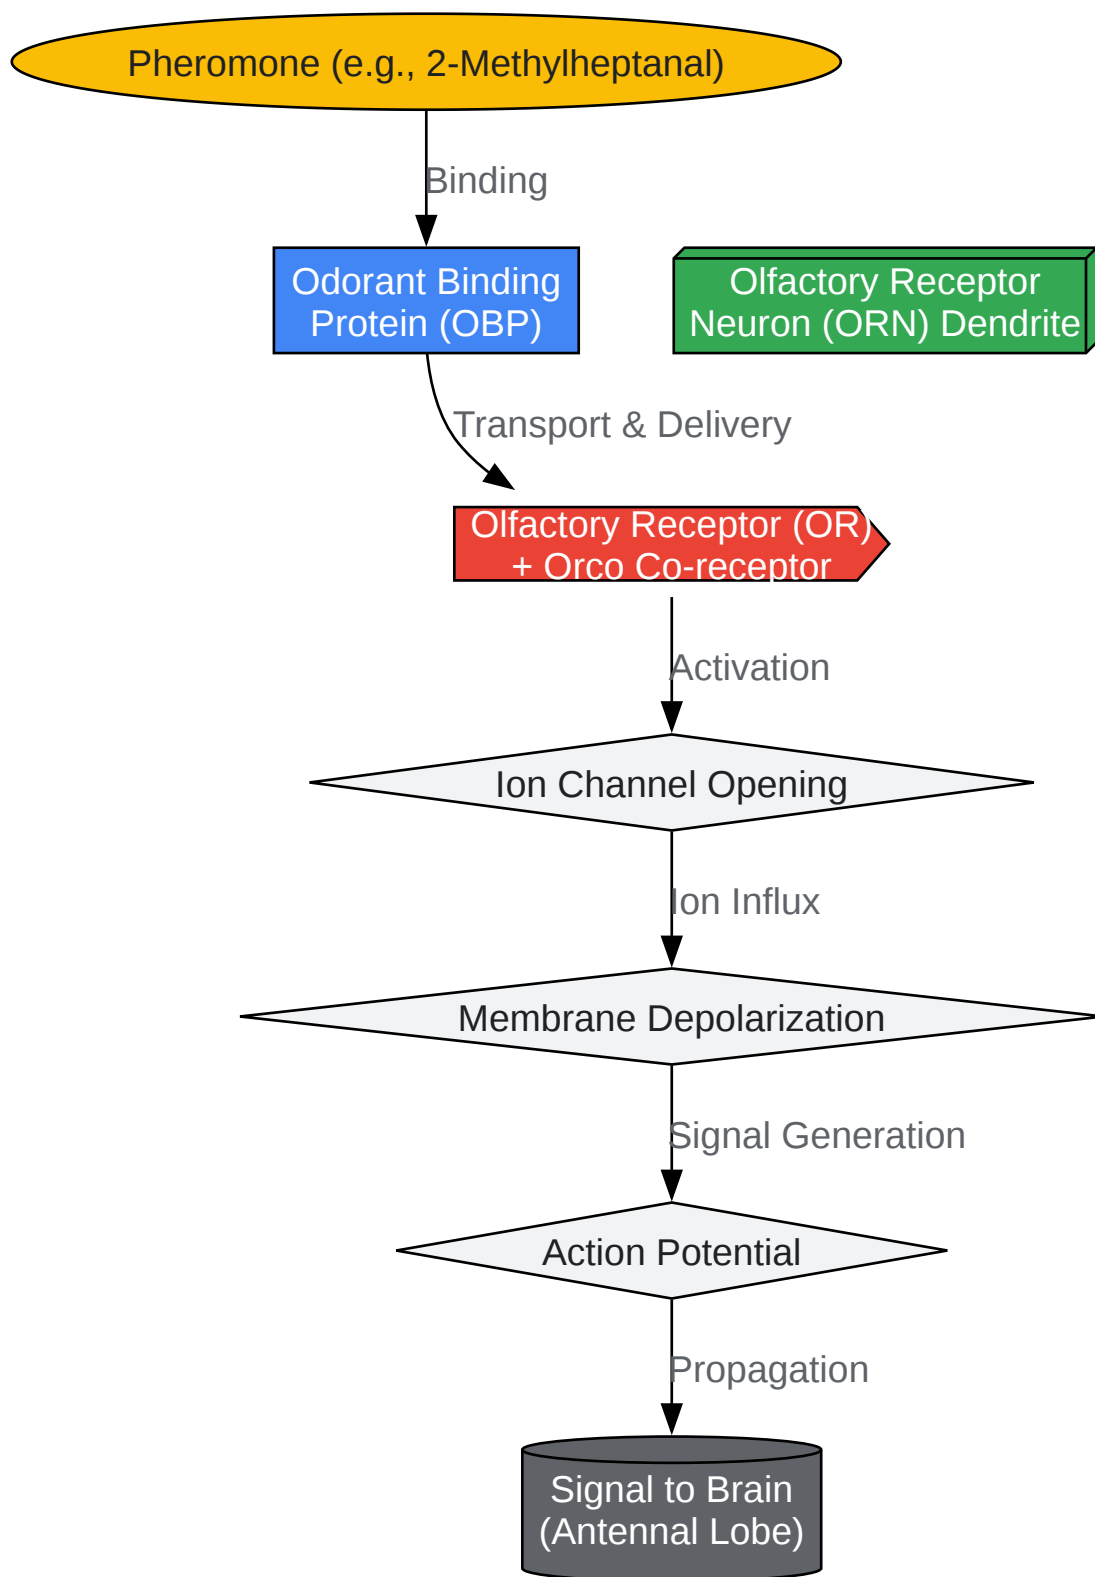 Pheromone (e.g., 2-Methylheptanal)
Binding
Odorant Binding
Protein (OBP)
Olfactory Receptor
Neuron (ORN) Dendrite
Transport & Delivery
Olfactory Receptor (OR)
+ Orco Co-receptor
Activation
Ion Channel Opening
Ion Influx
Membrane Depolarization
Signal Generation
Action Potential
Propagation
Signal to Brain
(Antennal Lobe)